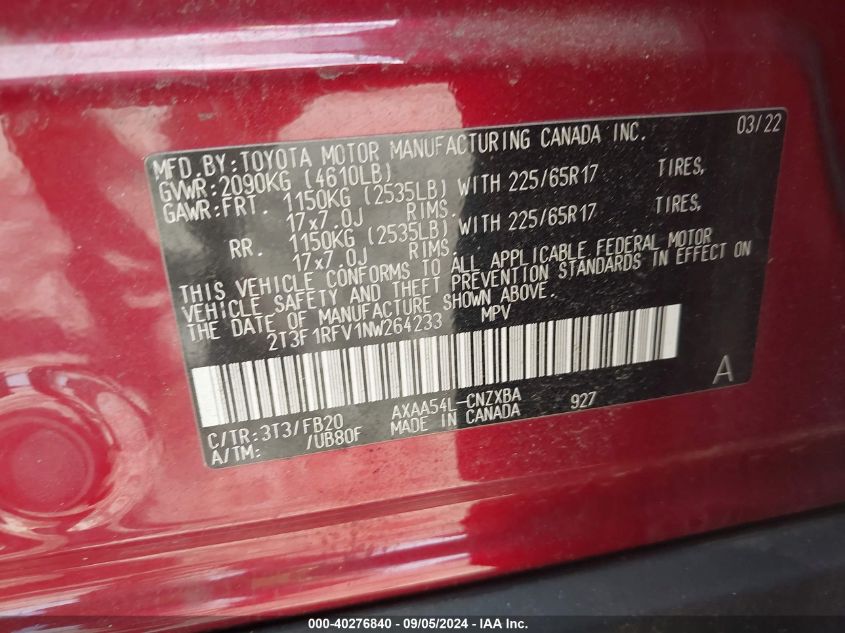 MFD.BY:TOYOTA MOTOR MANUFACTURING CANADA INC. 03/22
GVWR:2090KG (4610LB)
GAWR:FRT. 1150KG (2535LB) WITH 225/65R17 TIRES,
17x7.0J RIMS.
RR. 1150KG (2535LB) WITH 225/65R17 TIRES,
17x7.0J RIMS.
THIS VEHICLE CONFORMS TO ALL APPLICABLE FEDERAL MOTOR
VEHICLE SAFETY AND THEFT PREVENTION STANDARDS IN EFFECT ON
THE DATE OF MANUFACTURE SHOWN ABOVE.
2T3F1RFV1NW264233 MPV
A
C/TR:3T3/FB20 AXAA54L-CNZXBA 927
A/TM: /UB80F MADE IN CANADA
000-40276840 - 09/05/2024 - IAA Inc.